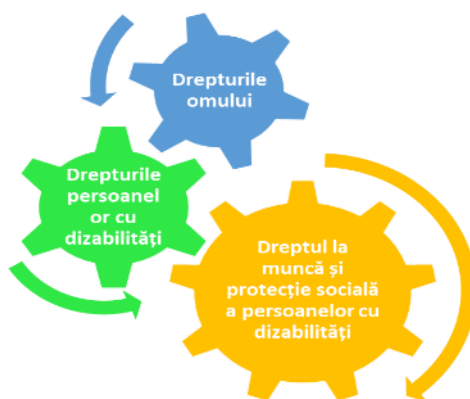 Drepturile
omului
Drepturile
persoanel
or cu
dizabilități
Dreptul la
muncă și
protecție socială
a persoanelor cu
dizabilități